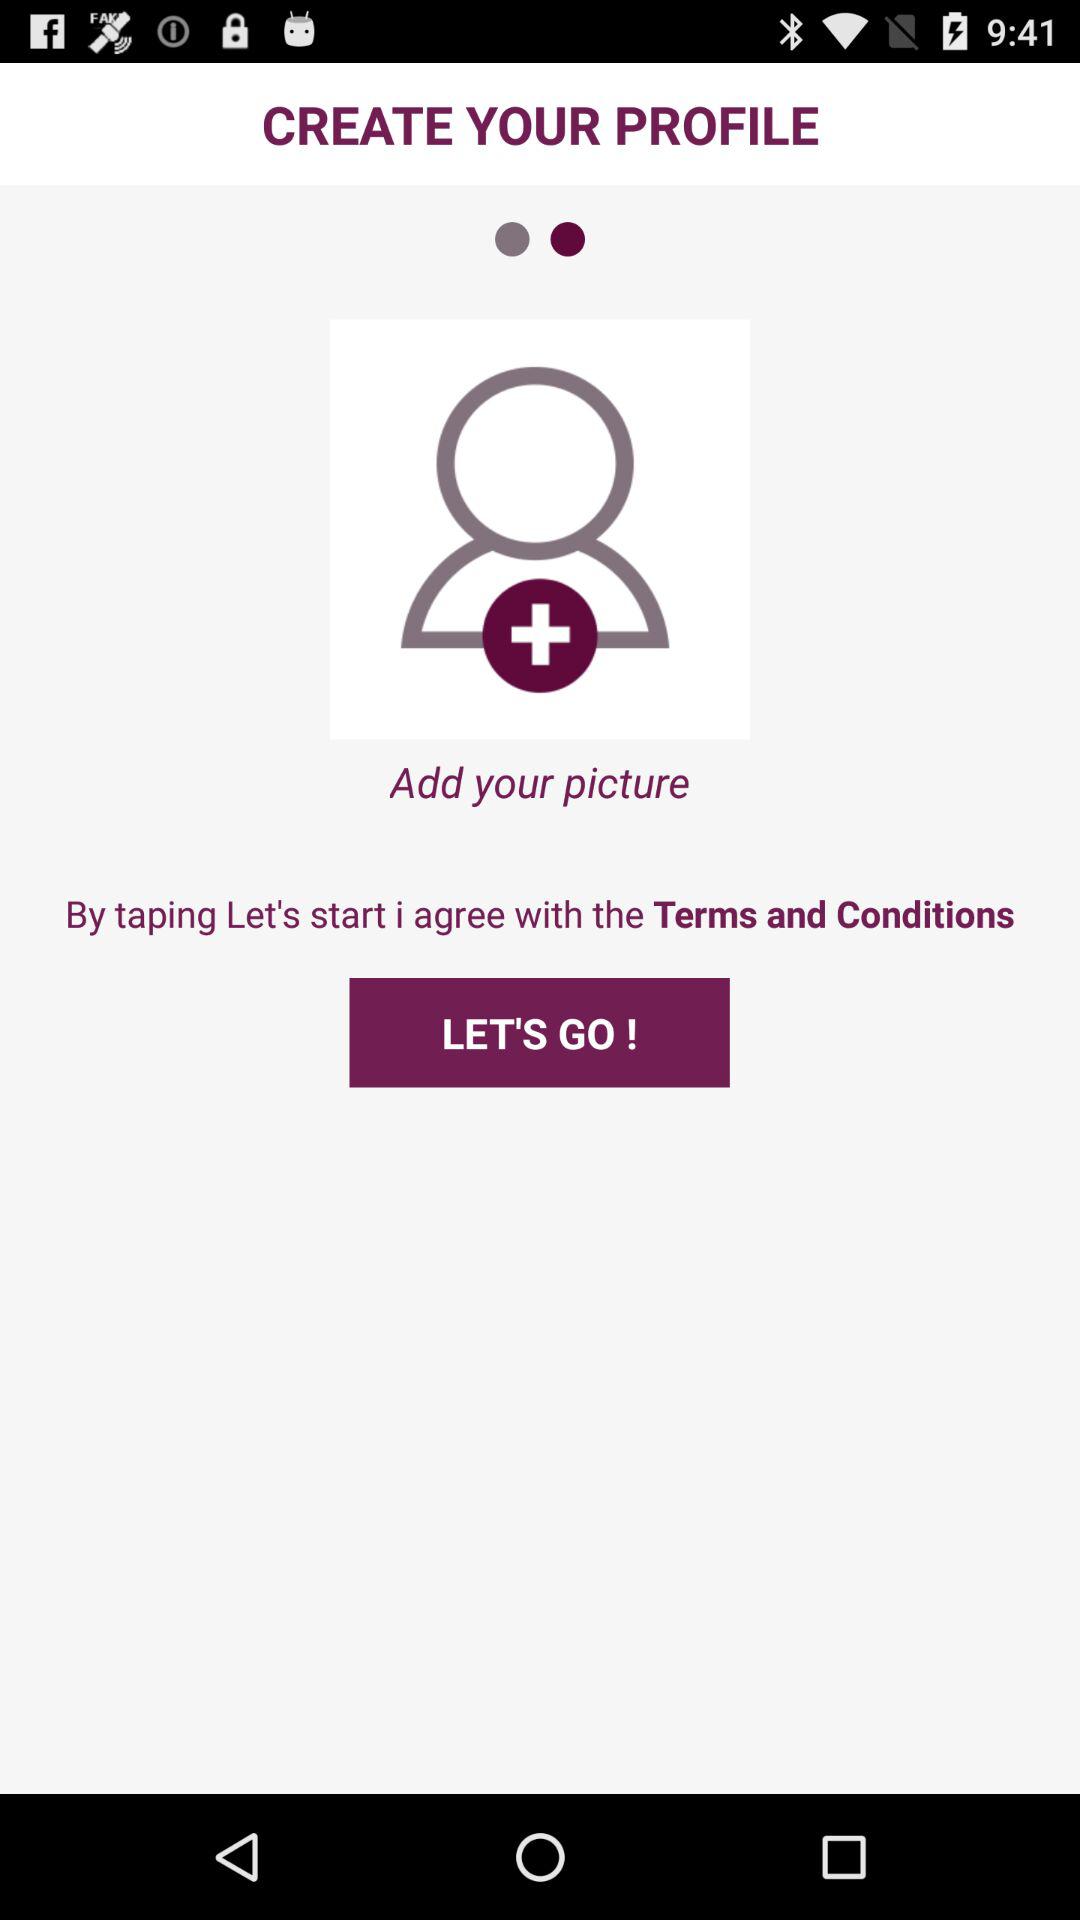 FAKE
9:41
CREATE YOUR PROFILE
Add your picture
By taping Let's start i agree with the Terms and Conditions
LET'S GO !